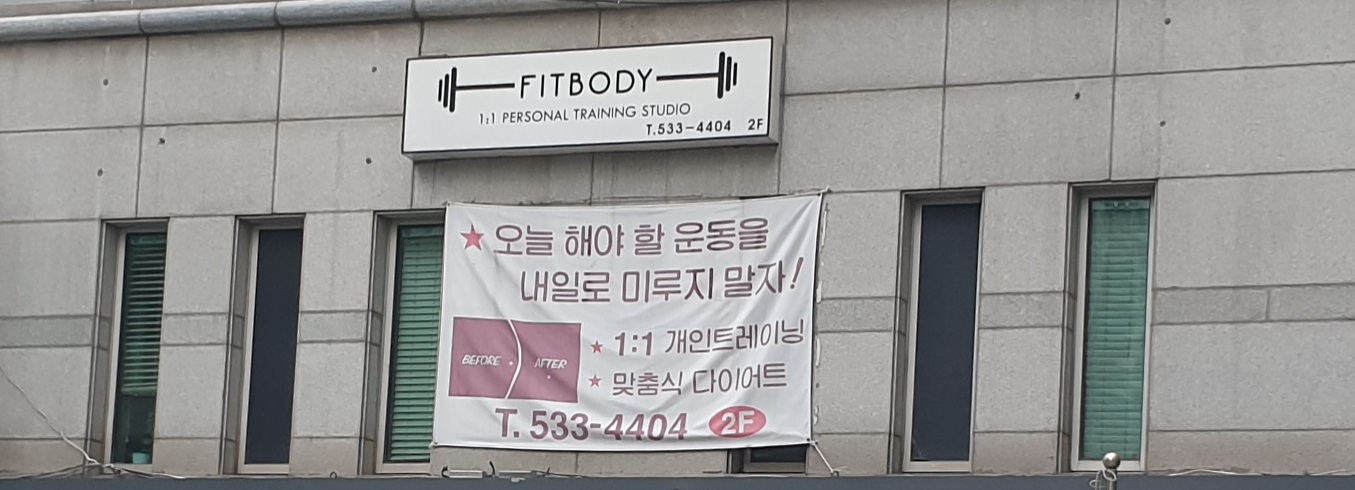 FITBODY
1:1 PERSONAL TRAINING STUDIO
T.533-4404 2F
★ 오늘 해야 할 운동을
내일로 미루지 말자!
BEFORE AFTER
★ 1:1 개인트레이닝
★ 맞춤식 다이어트
T. 533-4404 2F